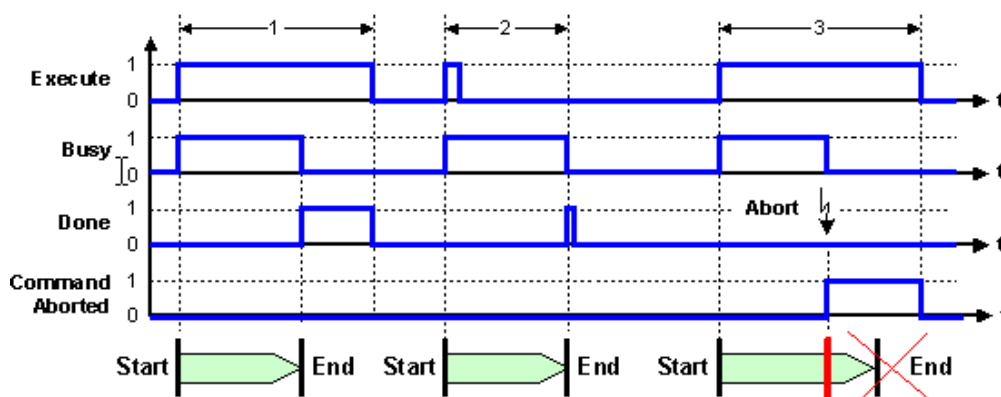 1 2 3
Execute 1 0 t
Busy 1 0 t
Done 1 0 Abort t
Command Aborted 1 0
Start End Start End Start End